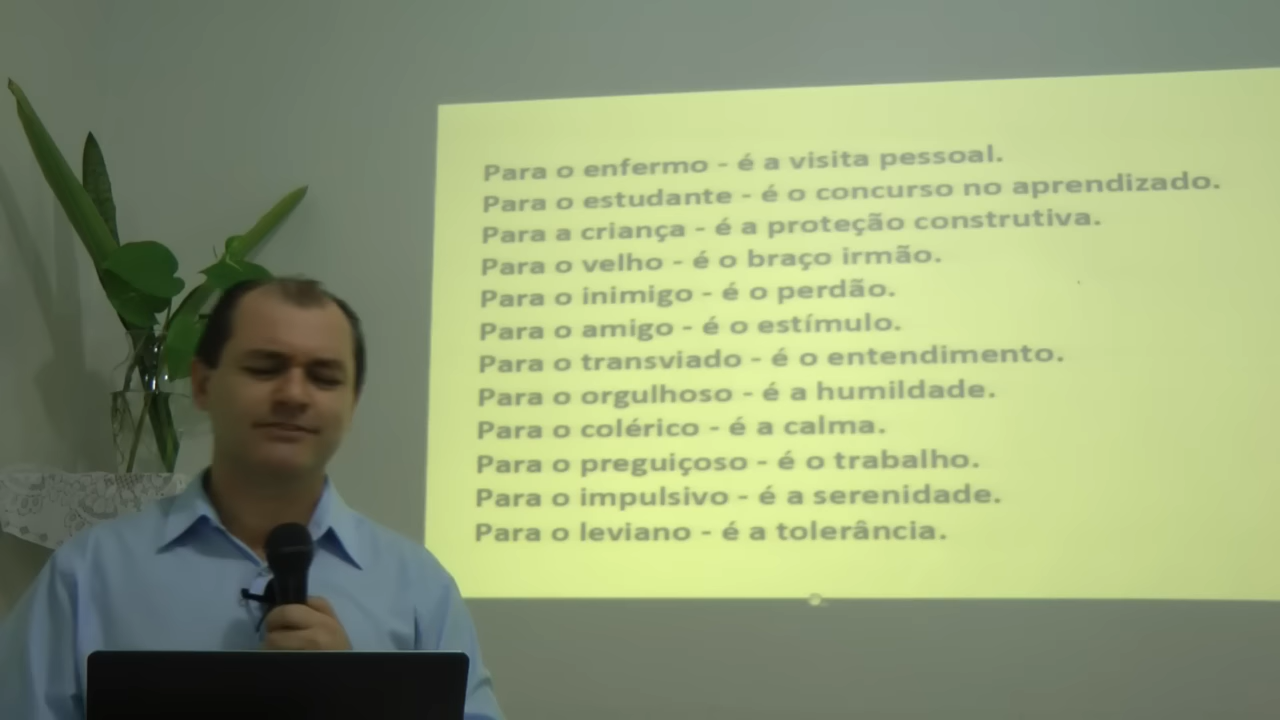 Para o enfermo - é a visita pessoal.
Para o estudante - é o concurso no aprendizado.
Para a criança - é a proteção construtiva.
Para o velho - é o braço irmão.
Para o inimigo - é o perdão.
Para o amigo - é o estímulo.
Para o transviado - é o entendimento.
Para o orgulhoso - é a humildade.
Para o colérico - é a calma.
Para o preguiçoso - é o trabalho.
Para o impulsivo - é a serenidade.
Para o leviano - é a tolerância.